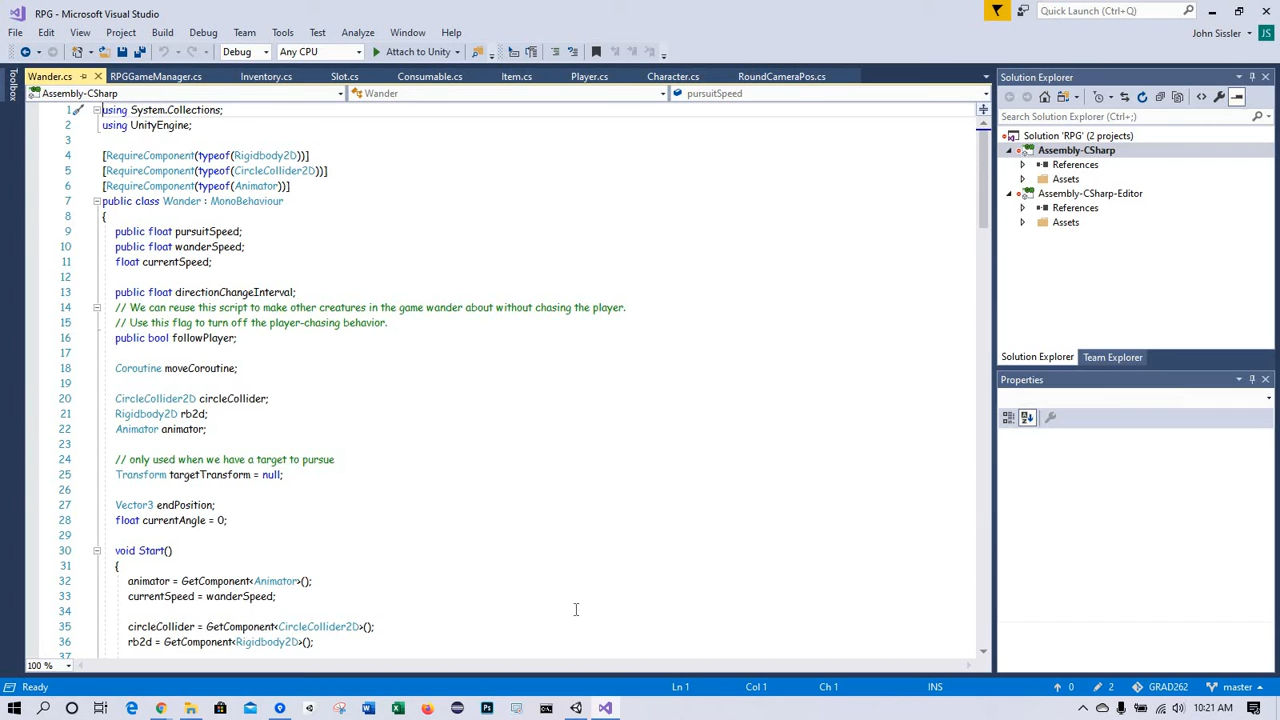 RPG - Microsoft Visual Studio
Quick Launch (Ctrl+Q)
File Edit View Project Build Debug Team Tools Test Analyze Window Help
John Sissler JS
Debug Any CPU Attach to Unity
Toolbox
Wander.cs RPGGameManager.cs Inventory.cs Slot.cs Consumable.cs Item.cs Player.cs Character.cs RoundCameraPos.cs
Assembly-CSharp Wander pursuitSpeed
1 using System.Collections;
2 using UnityEngine;
3
4 [RequireComponent(typeof(Rigidbody2D))]
5 [RequireComponent(typeof(CircleCollider2D))]
6 [RequireComponent(typeof(Animator))]
7 public class Wander : MonoBehaviour
8 {
9 public float pursuitSpeed;
10 public float wanderSpeed;
11 float currentSpeed;
12
13 public float directionChangeInterval;
14 // We can reuse this script to make other creatures in the game wander about without chasing the player.
15 // Use this flag to turn off the player-chasing behavior.
16 public bool followPlayer;
17
18 Coroutine moveCoroutine;
19
20 CircleCollider2D circleCollider;
21 Rigidbody2D rb2d;
22 Animator animator;
23
24 // only used when we have a target to pursue
25 Transform targetTransform = null;
26
27 Vector3 endPosition;
28 float currentAngle = 0;
29
30 void Start()
31 {
32 animator = GetComponent<Animator>();
33 currentSpeed = wanderSpeed;
34
35 circleCollider = GetComponent<CircleCollider2D>();
36 rb2d = GetComponent<Rigidbody2D>();
37
100 %
Solution Explorer
Search Solution Explorer (Ctrl+;)
Solution 'RPG' (2 projects)
Assembly-CSharp
References
Assets
Assembly-CSharp-Editor
References
Assets
Solution Explorer Team Explorer
Properties
Ready Ln 1 Col 1 Ch 1 INS 0 2 GRAD262 master
10:21 AM